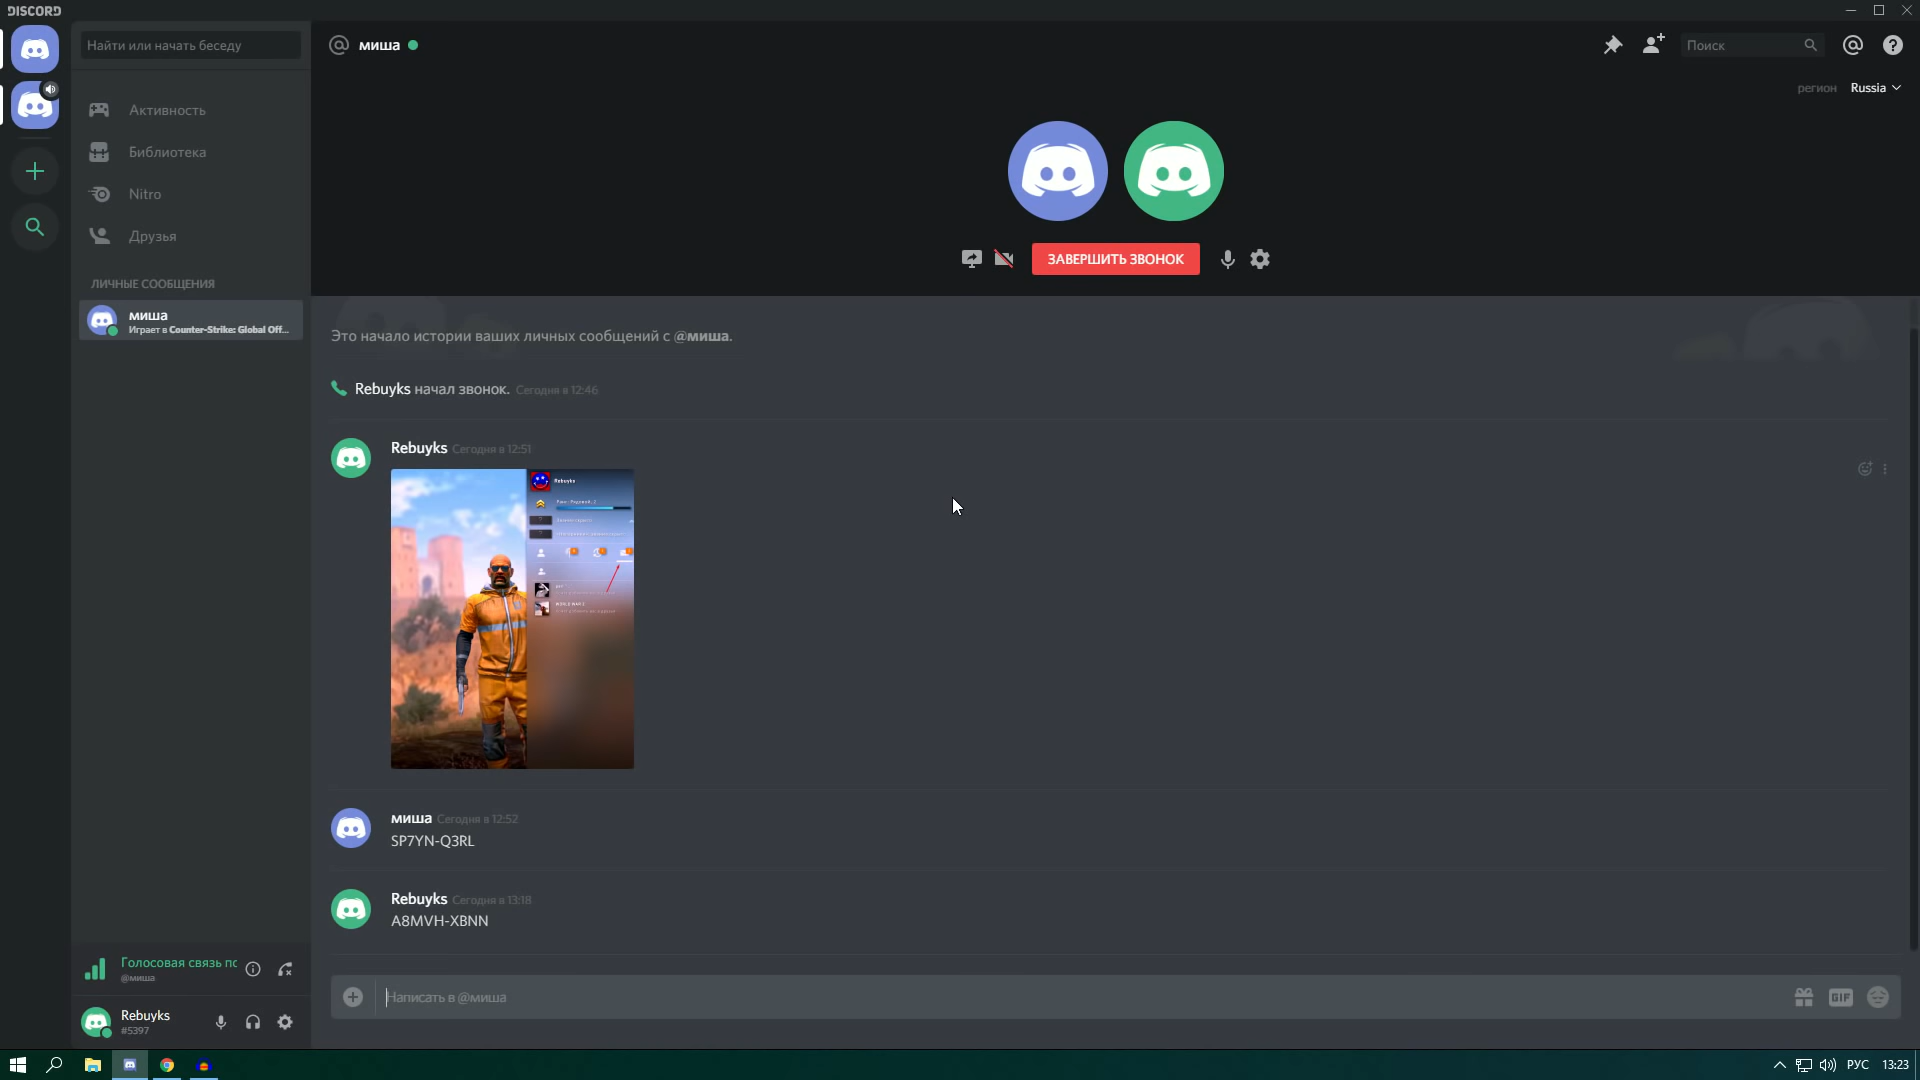 DISCORD
Найти или начать беседу
Активность
Библиотека
Nitro
Друзья
ЛИЧНЫЕ СООБЩЕНИЯ
миша
Играет в Counter-Strike: Global Off...
Голосовая связь пс
@миша
Rebuyks
#5397
миша
Поиск
регион Russia
ЗАВЕРШИТЬ ЗВОНОК
Это начало истории ваших личных сообщений с @миша.
Rebuyks начал звонок. Сегодня в 12:46
Rebuyks Сегодня в 12:51
Rebuyks
миша Сегодня в 12:52
SP7YN-Q3RL
Rebuyks Сегодня в 13:18
A8MVH-XBNN
Написать в @миша
GIF
РУС 13:23